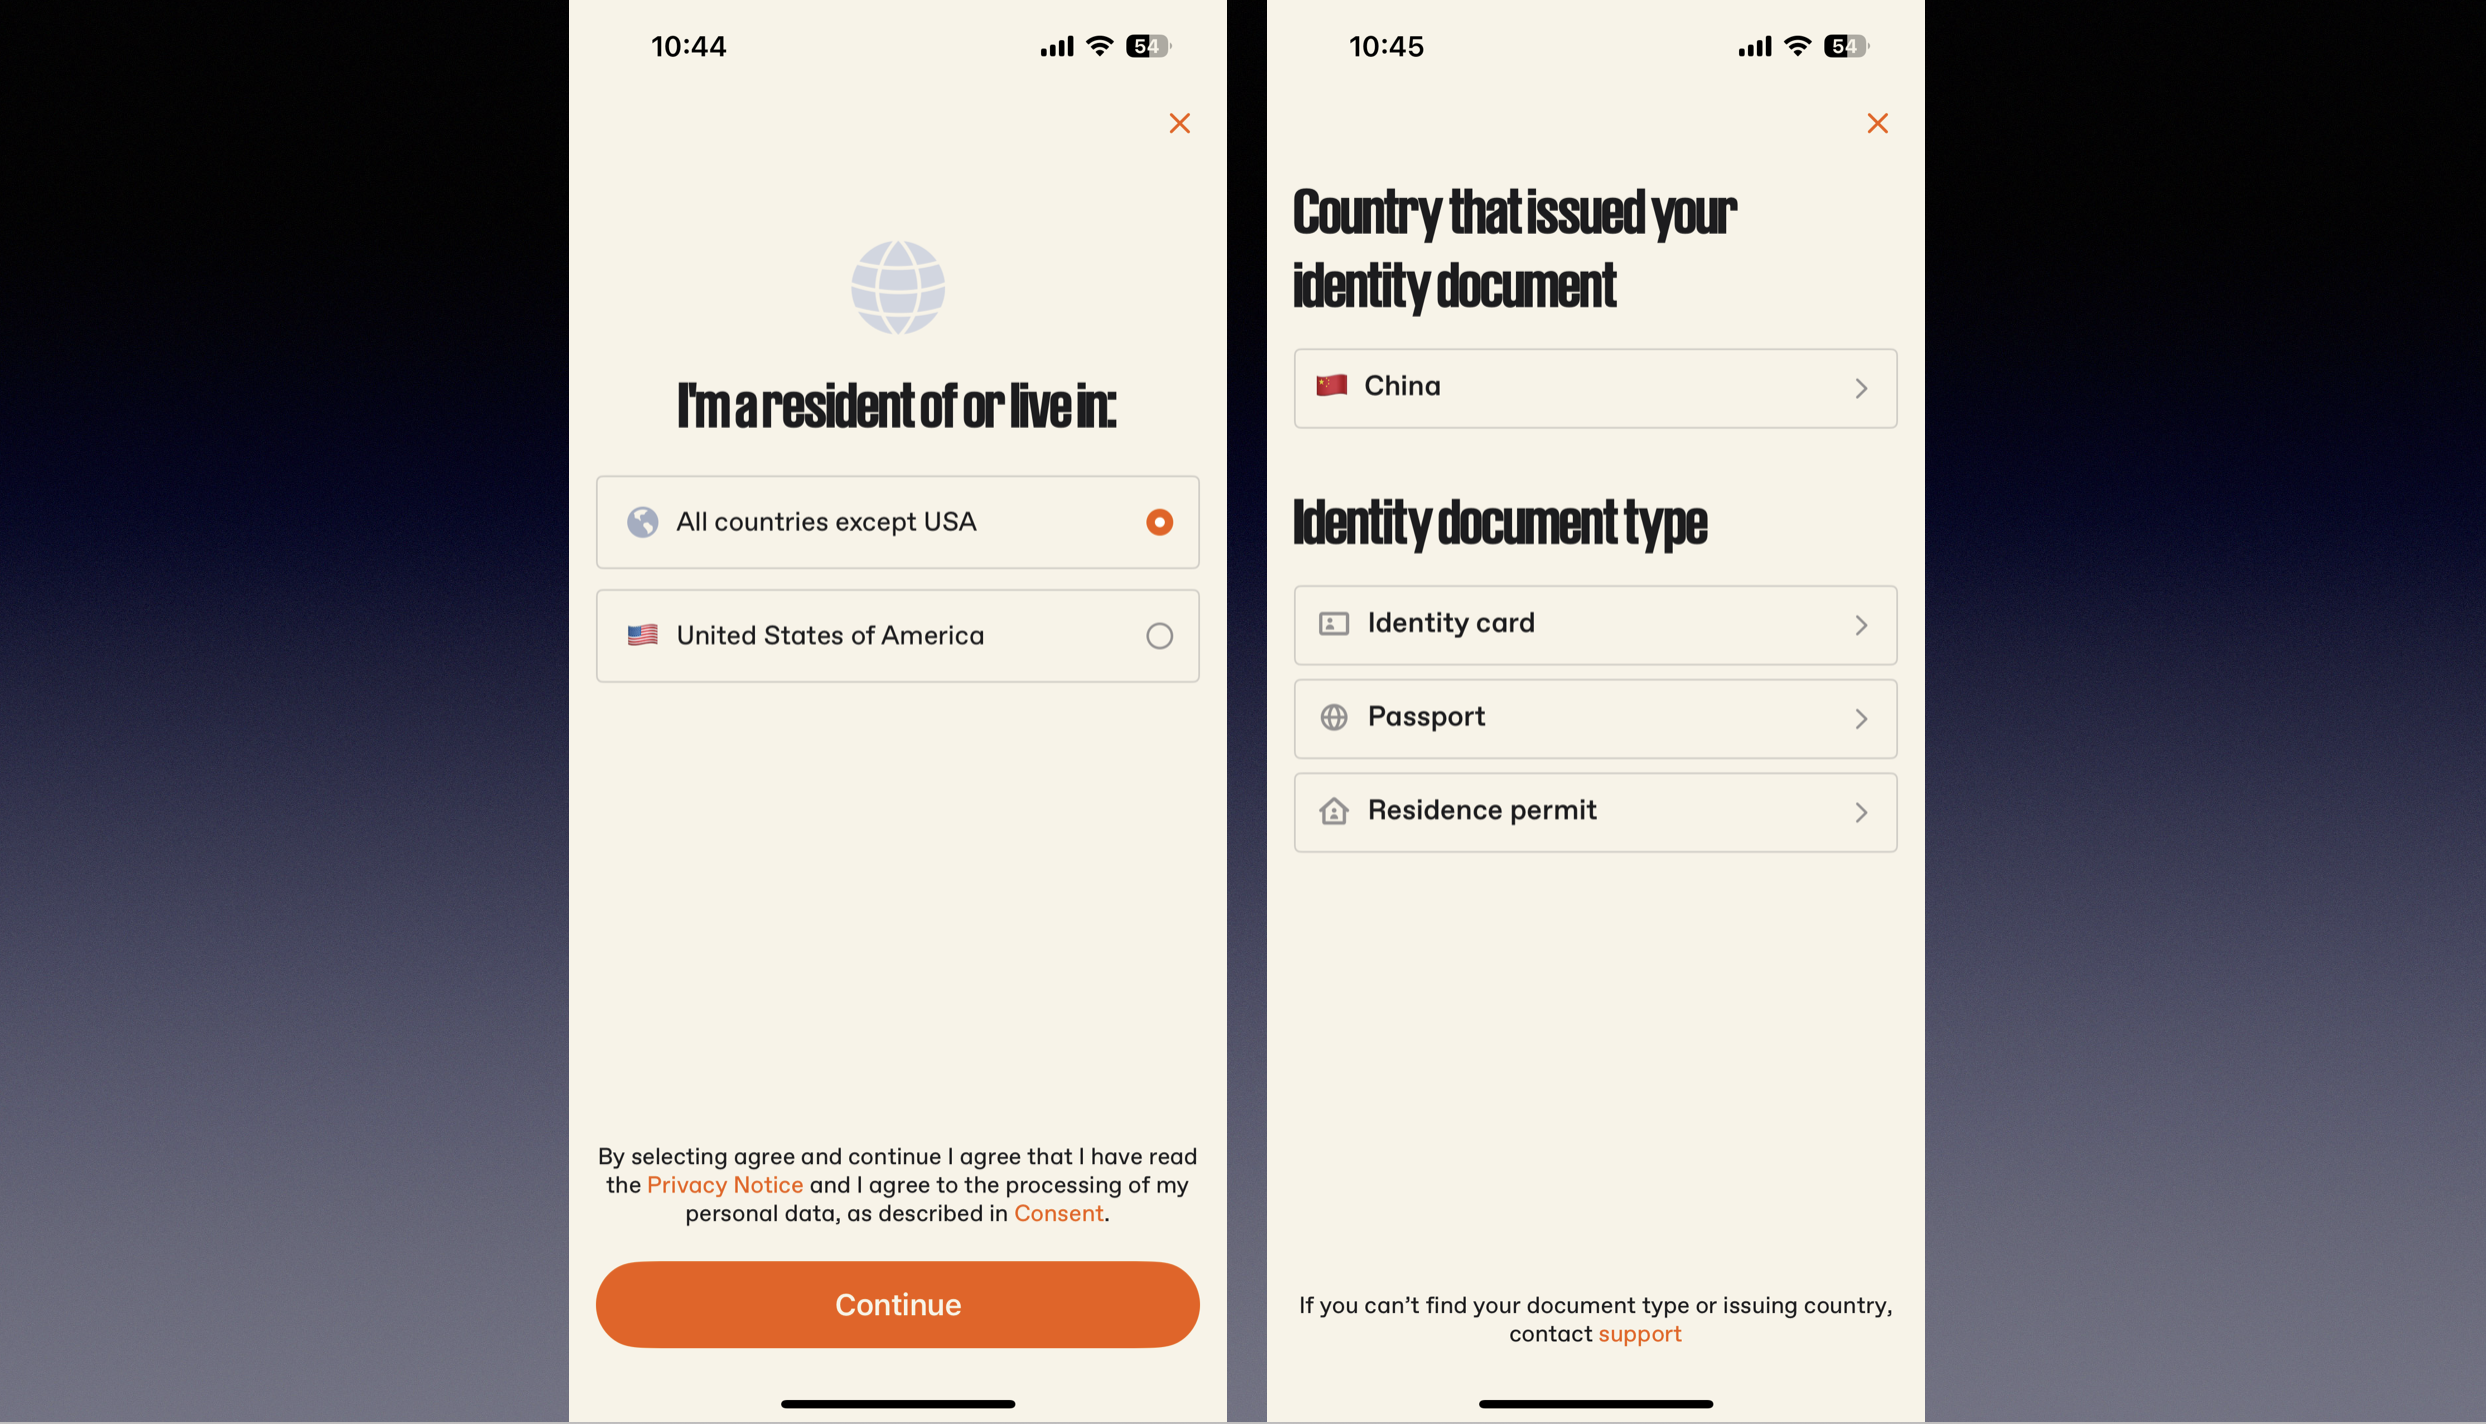 10:44
54
I'm a resident of or live in:
All countries except USA
United States of America
By selecting agree and continue I agree that I have read
the Privacy Notice and I agree to the processing of my
personal data, as described in Consent.
Continue
10:45
54
Country that issued your
identity document
China
Identity document type
Identity card
Passport
Residence permit
If you can’t find your document type or issuing country,
contact support